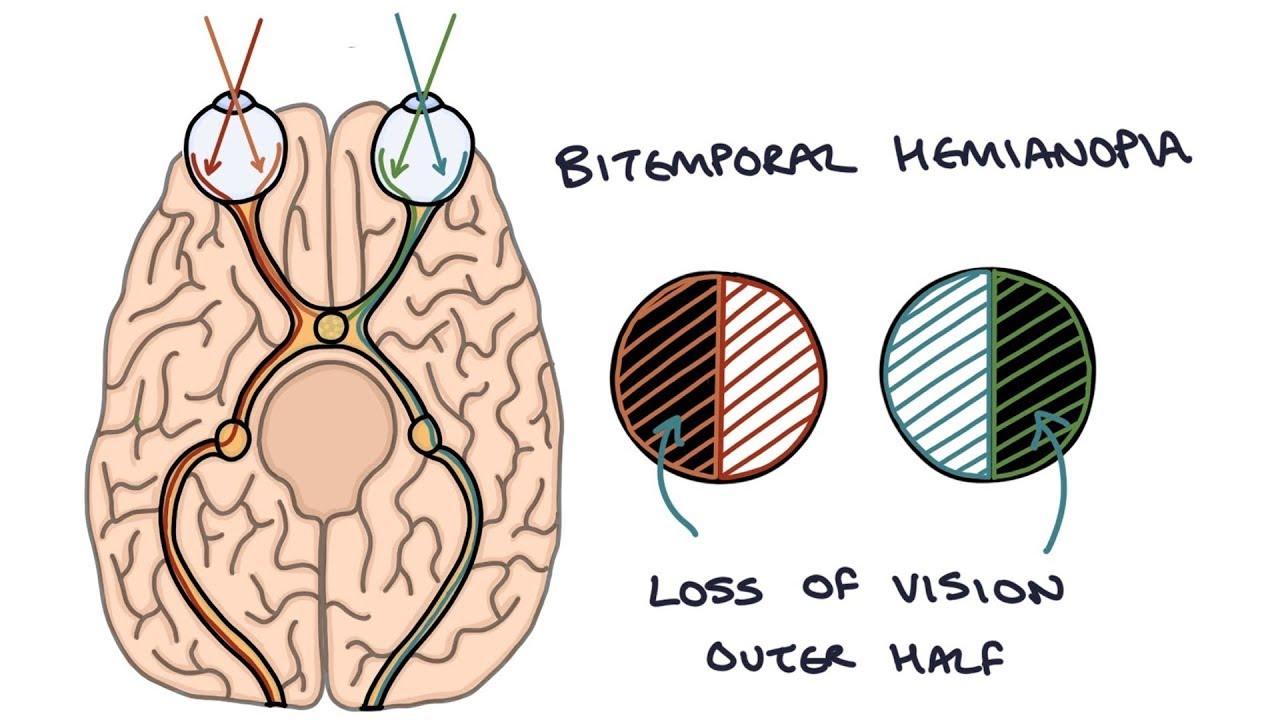 BITEMPORAL HEMIANOPIA
LOSS OF VISION
OUTER HALF